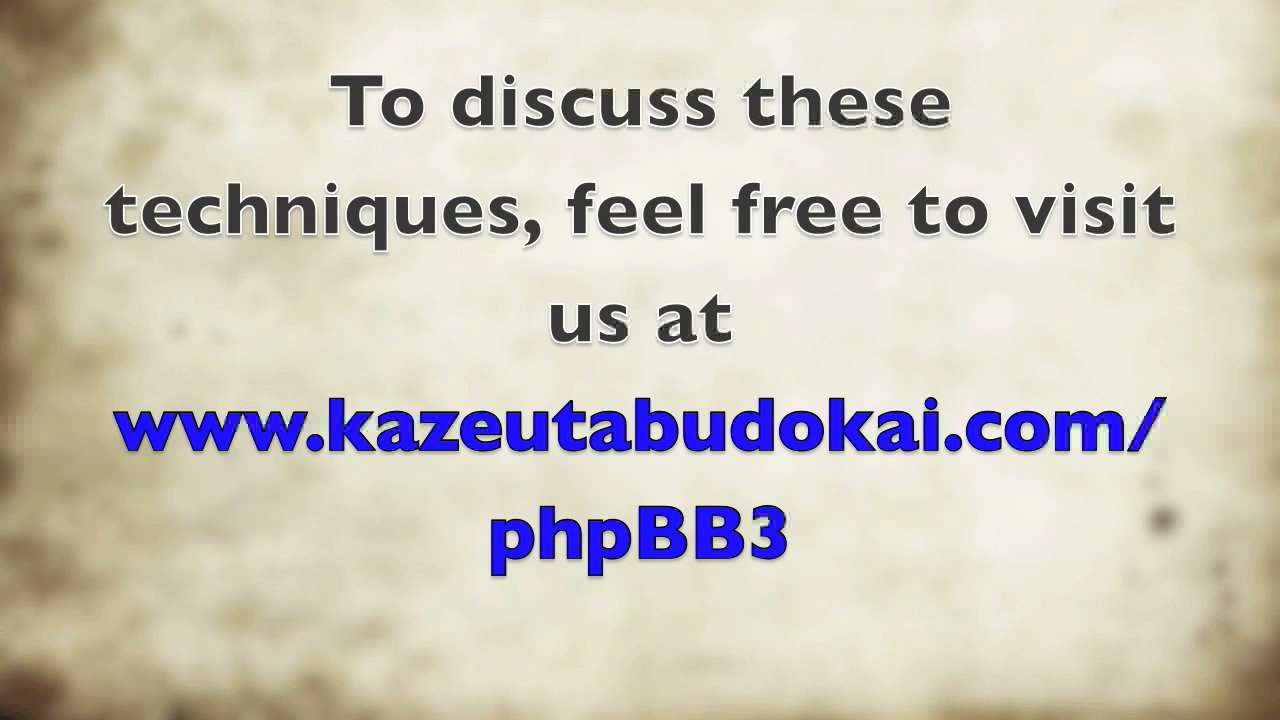 To discuss these
techniques, feel free to visit
us at
www.kazeutabudokai.com/
phpBB3